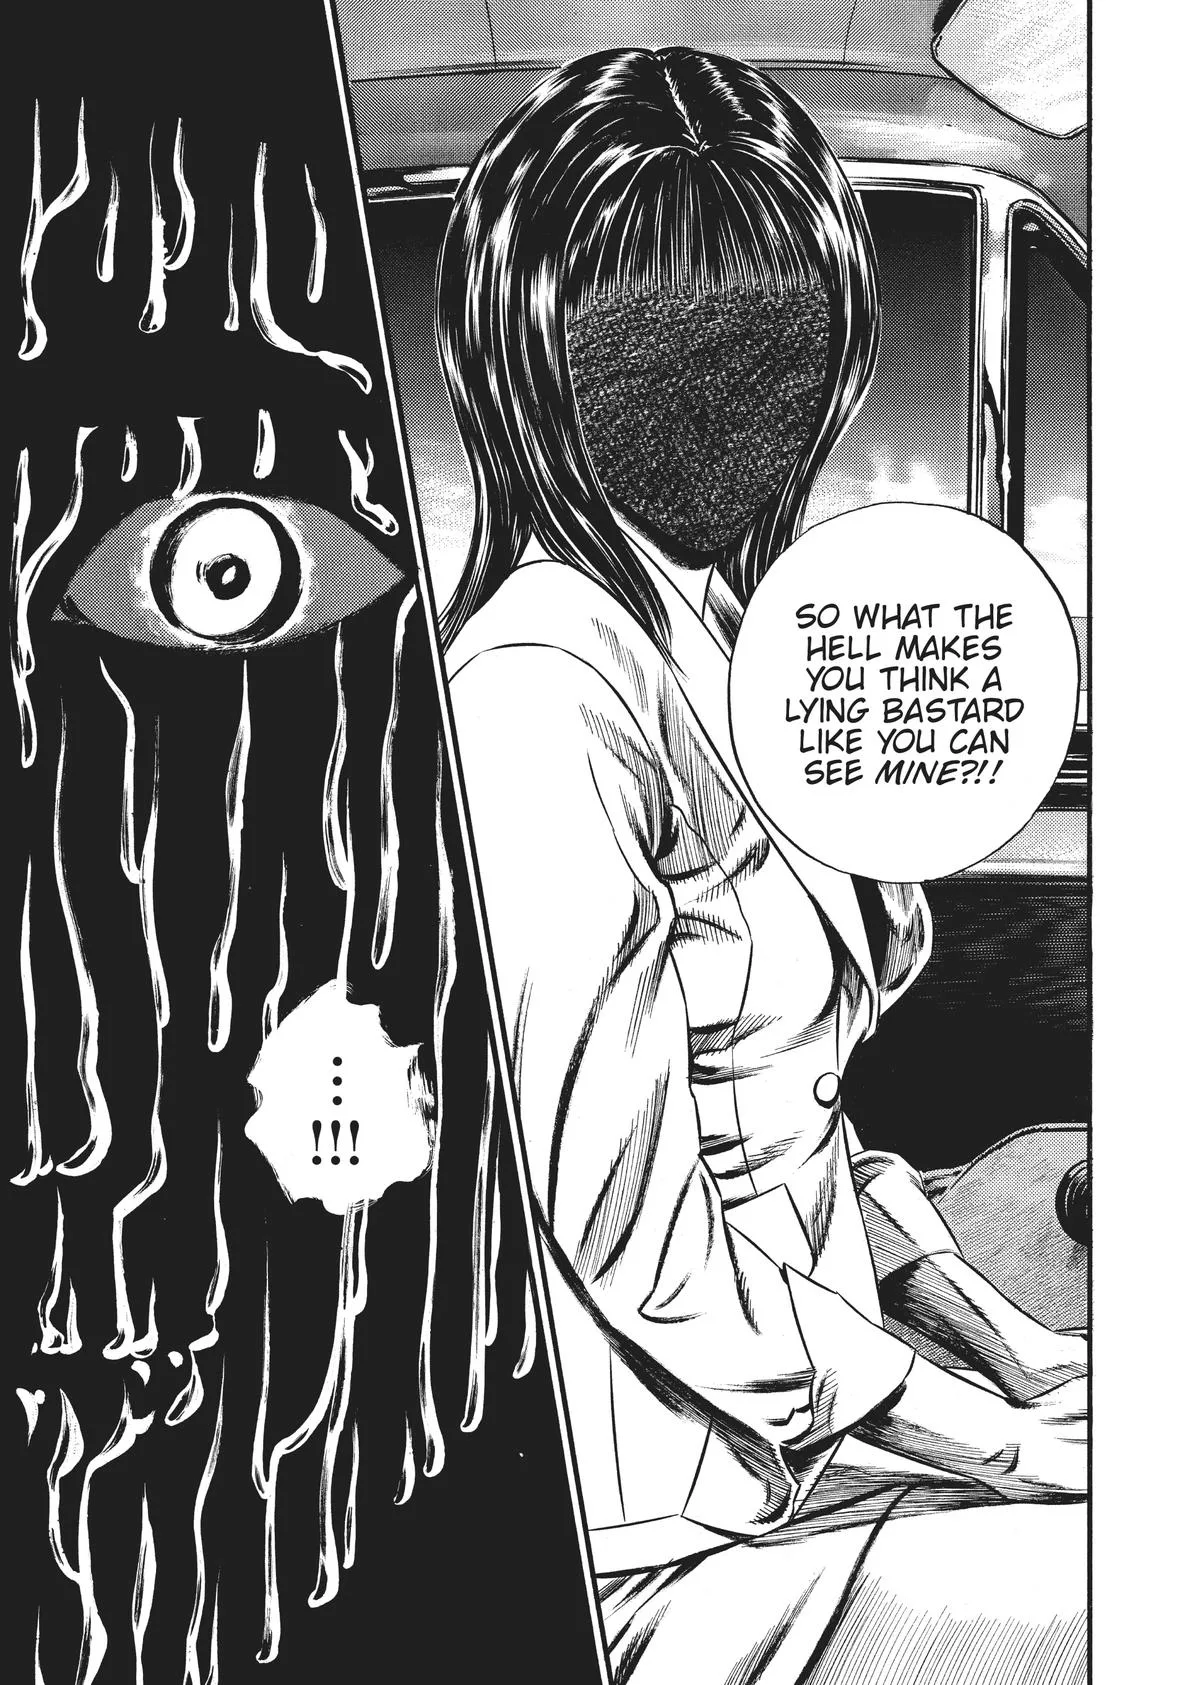 SO WHAT THE
HELL MAKES
YOU THINK A
LYING BASTARD
LIKE YOU CAN
SEE MINE?!!
...
!!!